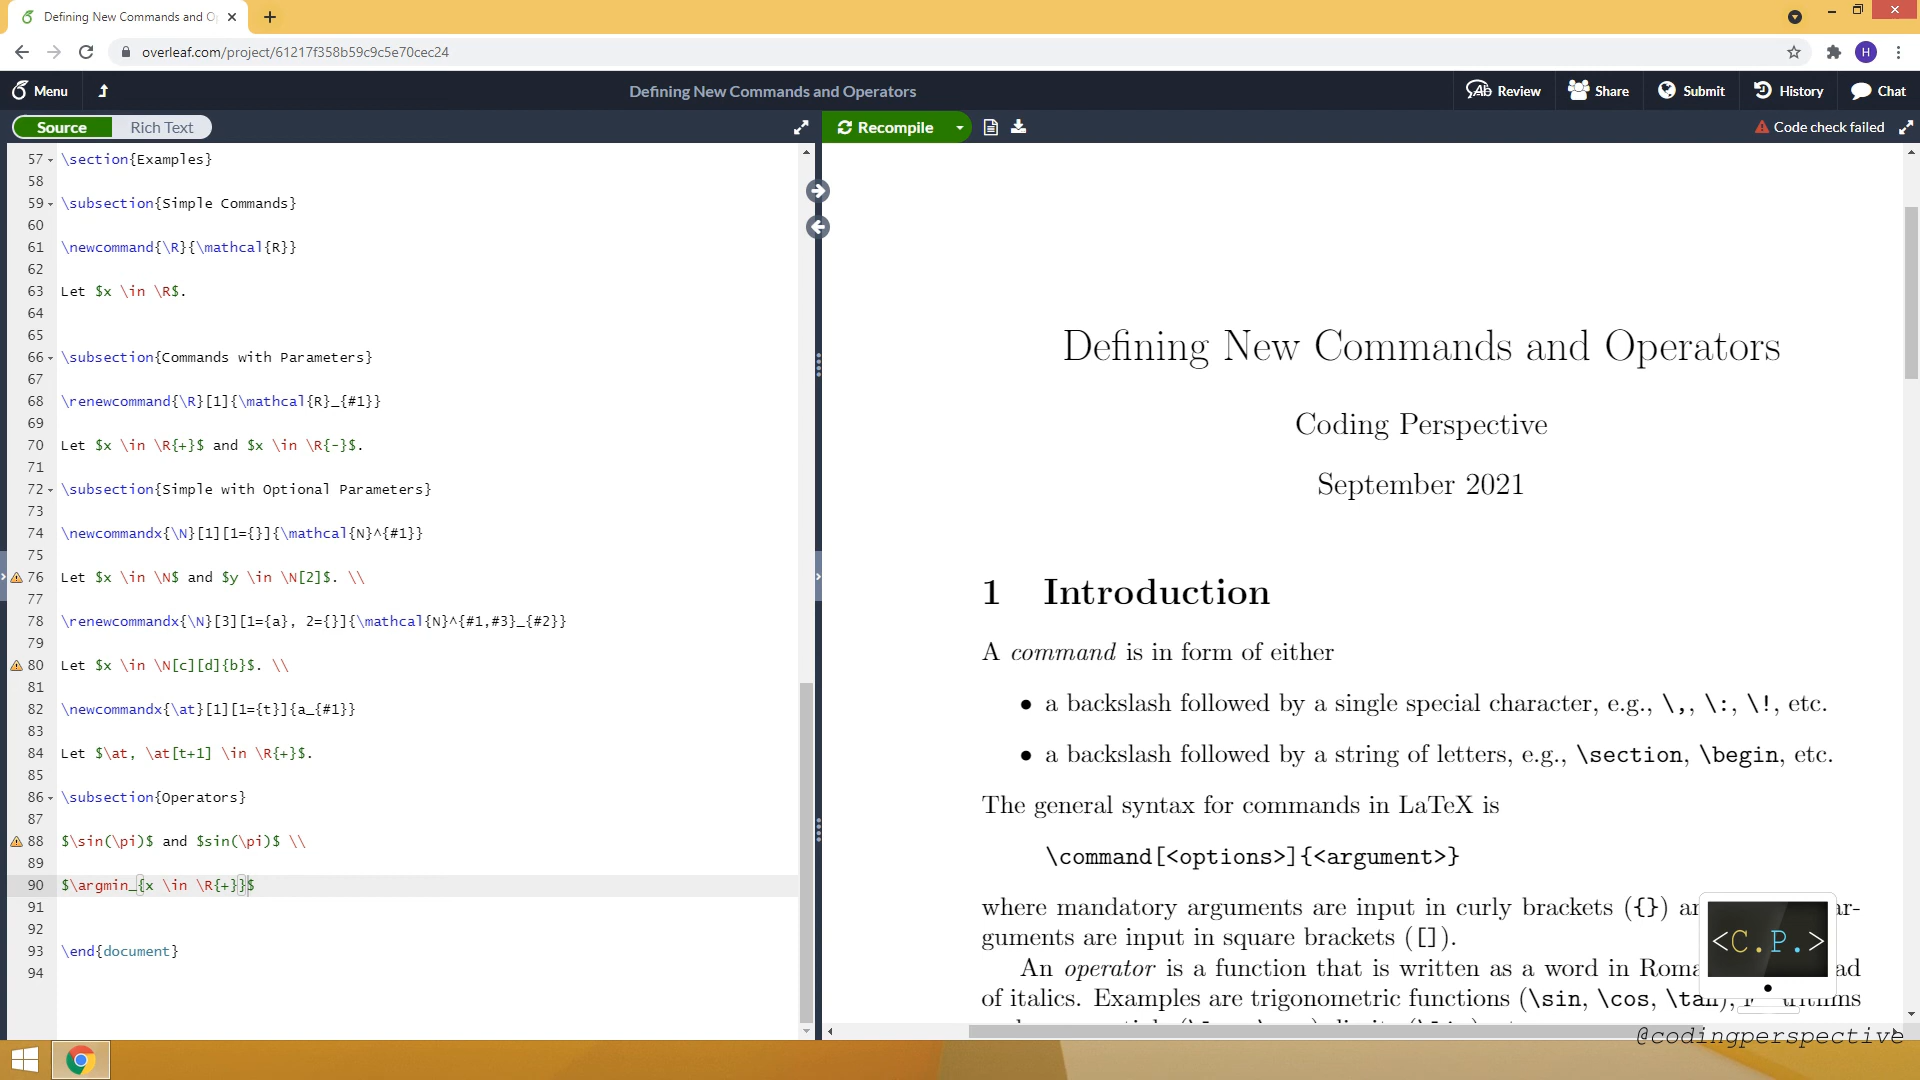 Defining New Commands and O
overleaf.com/project/61217f358b59c9c5e70cec24
H
Menu
Defining New Commands and Operators
Review
Share
Submit
History
Chat
Source
Rich Text
Recompile
Code check failed
57 \section{Examples}
58
59 \subsection{Simple Commands}
60
61 \newcommand{\R}{\mathcal{R}}
62
63 Let $x \in \R$.
64
65
66 \subsection{Commands with Parameters}
67
68 \renewcommand{\R}[1]{\mathcal{R}_{#1}}
69
70 Let $x \in \R{+}$ and $x \in \R{-}$.
71
72 \subsection{Simple with Optional Parameters}
73
74 \newcommandx{\N}[1][1={}]{\mathcal{N}^{#1}}
75
76 Let $x \in \N$ and $y \in \N[2]$. \\
77
78 \renewcommandx{\N}[3][1={a}, 2={}]{\mathcal{N}^{#1,#3}_{#2}}
79
80 Let $x \in \N[c][d]{b}$. \\
81
82 \newcommandx{\at}[1][1={t}]{a_{#1}}
83
84 Let $\at, \at[t+1] \in \R{+}$.
85
86 \subsection{Operators}
87
88 $\sin(\pi)$ and $sin(\pi)$ \\
89
90 $\argmin_{x \in \R{+}}$
91
92
93 \end{document}
94
Defining New Commands and Operators
Coding Perspective
September 2021
1 Introduction
A command is in form of either
• a backslash followed by a single special character, e.g., \,, \:, \!, etc.
• a backslash followed by a string of letters, e.g., \section, \begin, etc.
The general syntax for commands in LaTeX is
\command[<options>]{<argument>}
where mandatory arguments are input in curly brackets ({}) ar-
guments are input in square brackets ([]).
An operator is a function that is written as a word in Roma ad
of italics. Examples are trigonometric functions (\sin, \cos, \tan),
<C.P.>
@codingperspective